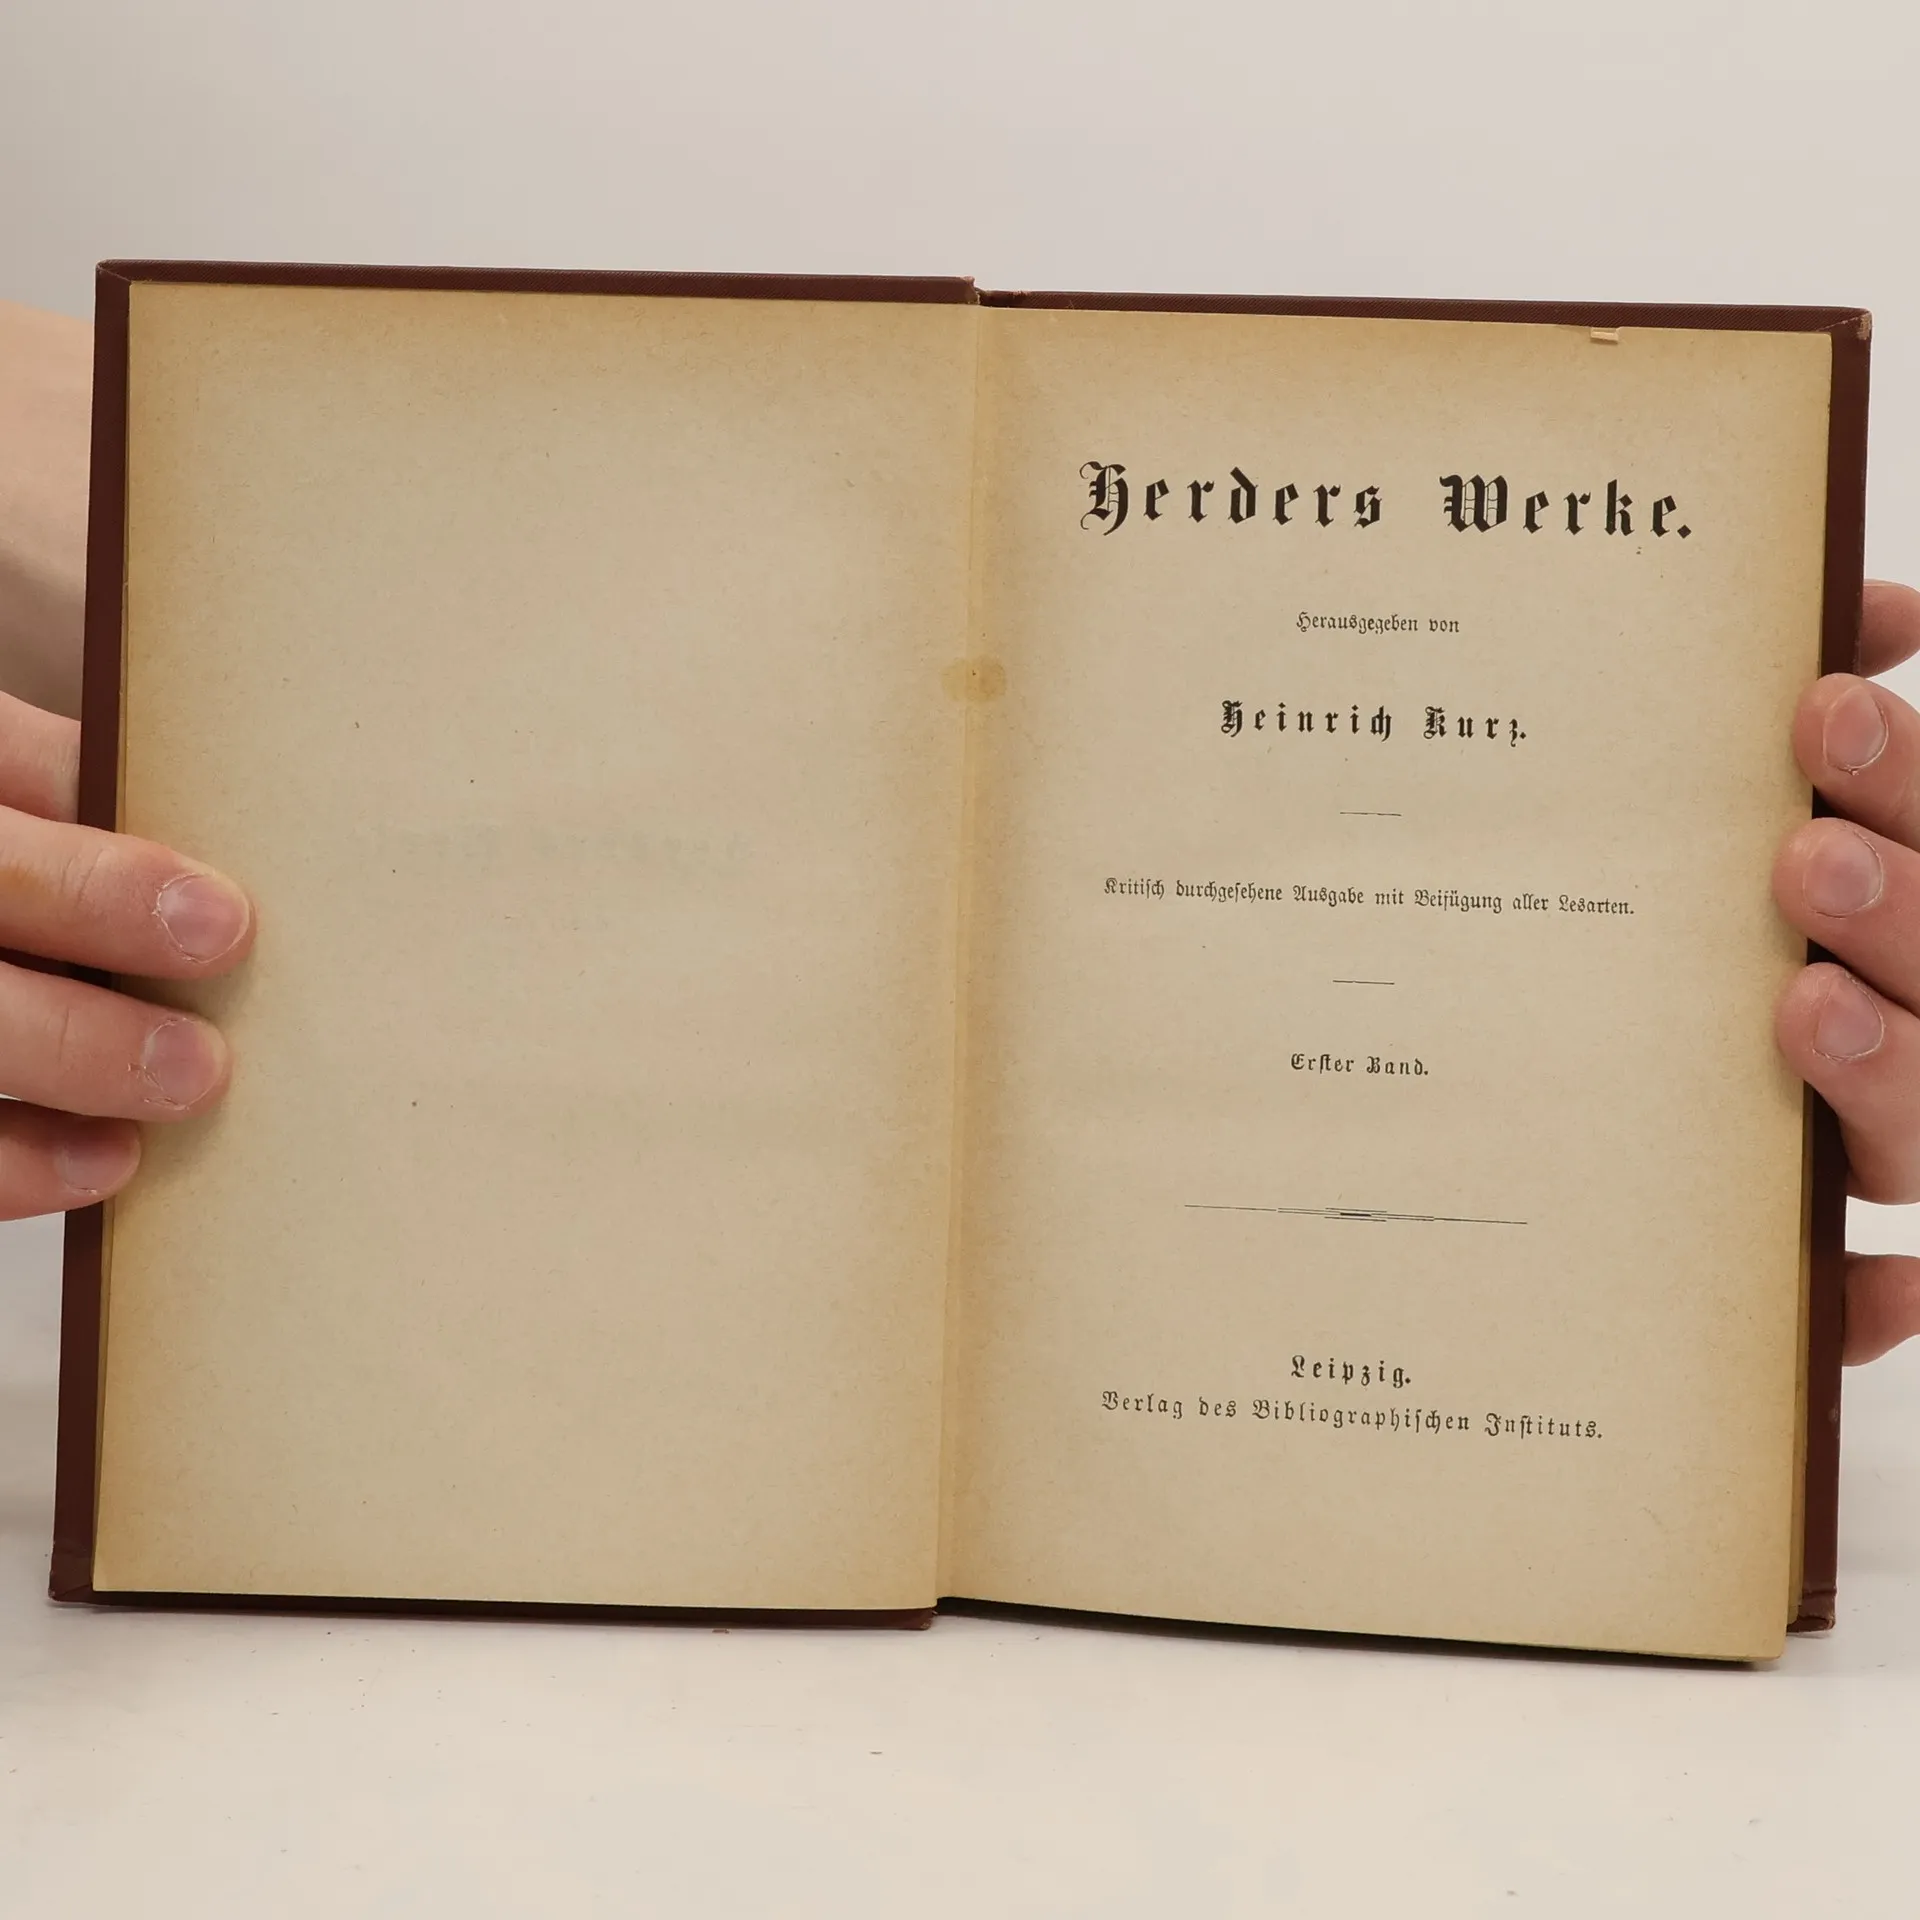 Herders Werke.
Herausgegeben von
Heinrich Kurz.
Kritisch durchgesehene Ausgabe mit Beifügung aller Lesarten.
Erster Band.
Leipzig.
Verlag des Bibliographischen Instituts.